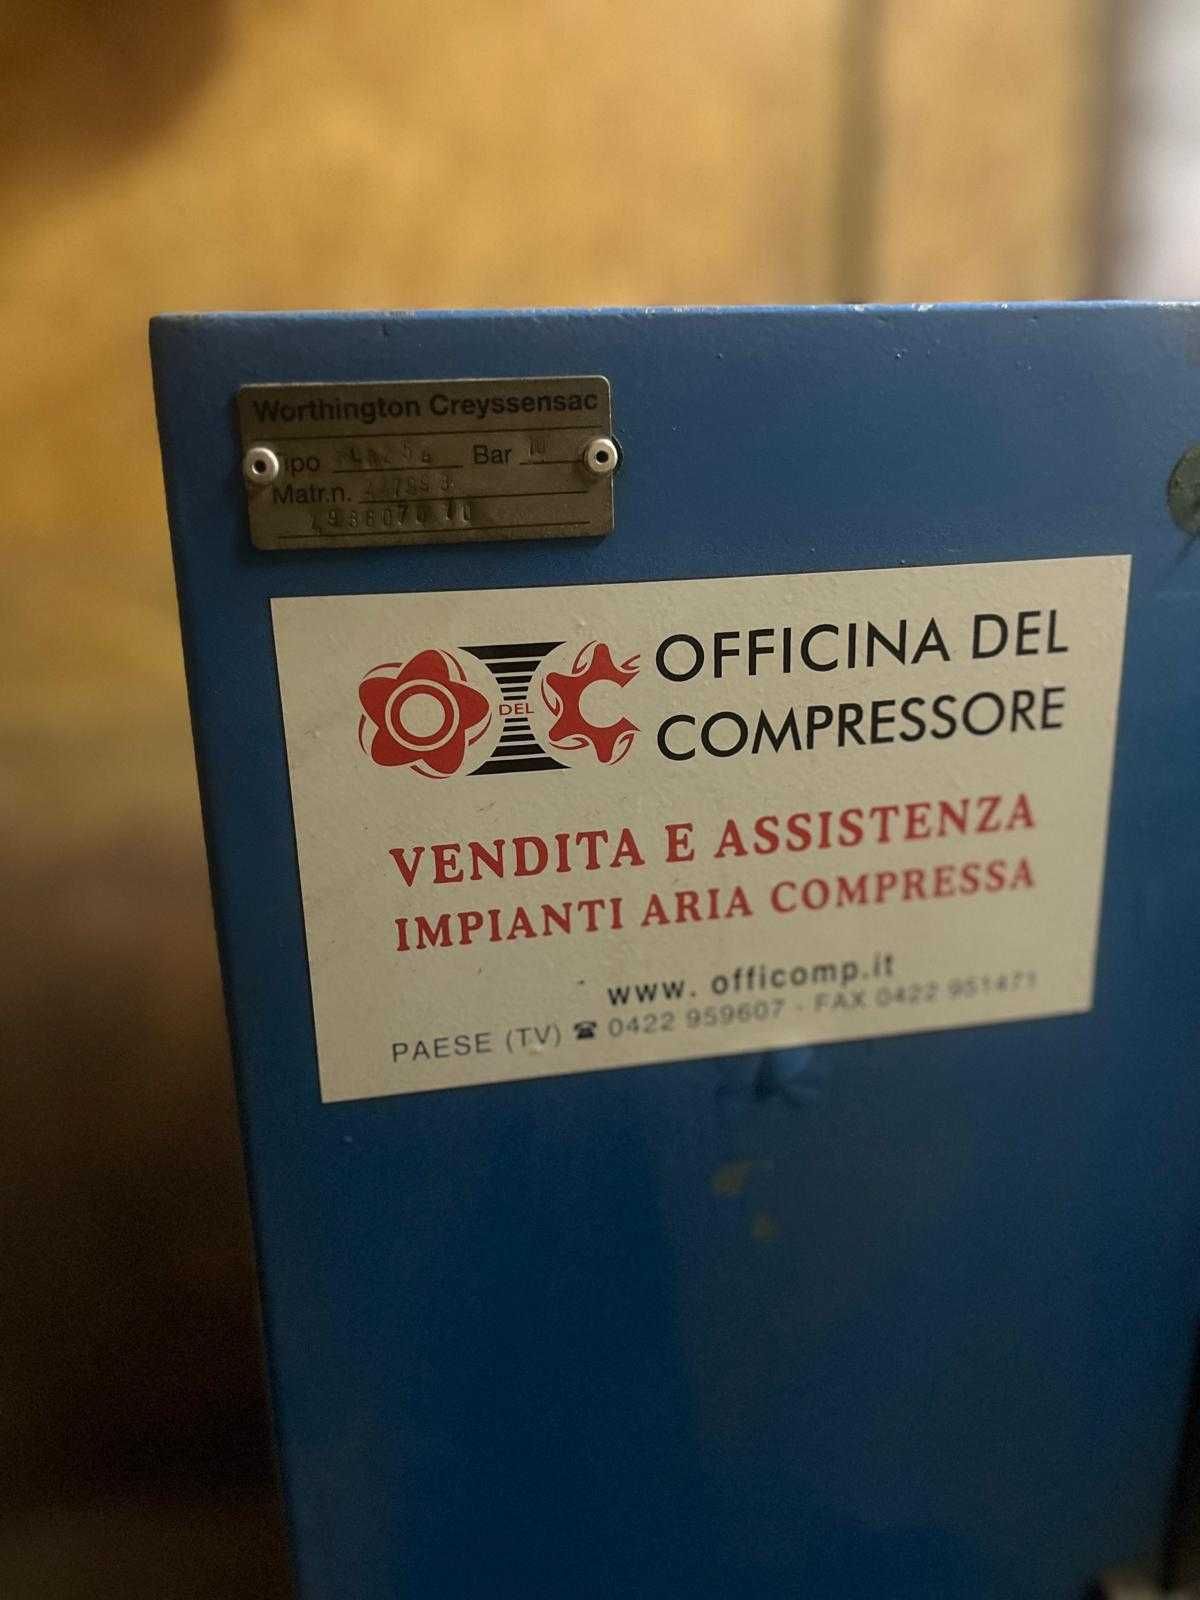 Worthington Creyssensac
Tipo Bar 10
Matr.n.
OFFICINA DEL
COMPRESSORE
DEL
VENDITA E ASSISTENZA
IMPIANTI ARIA COMPRESSA
www. officomp.it
PAESE (TV) ☎ 0422 959607 - FAX 0422 951471